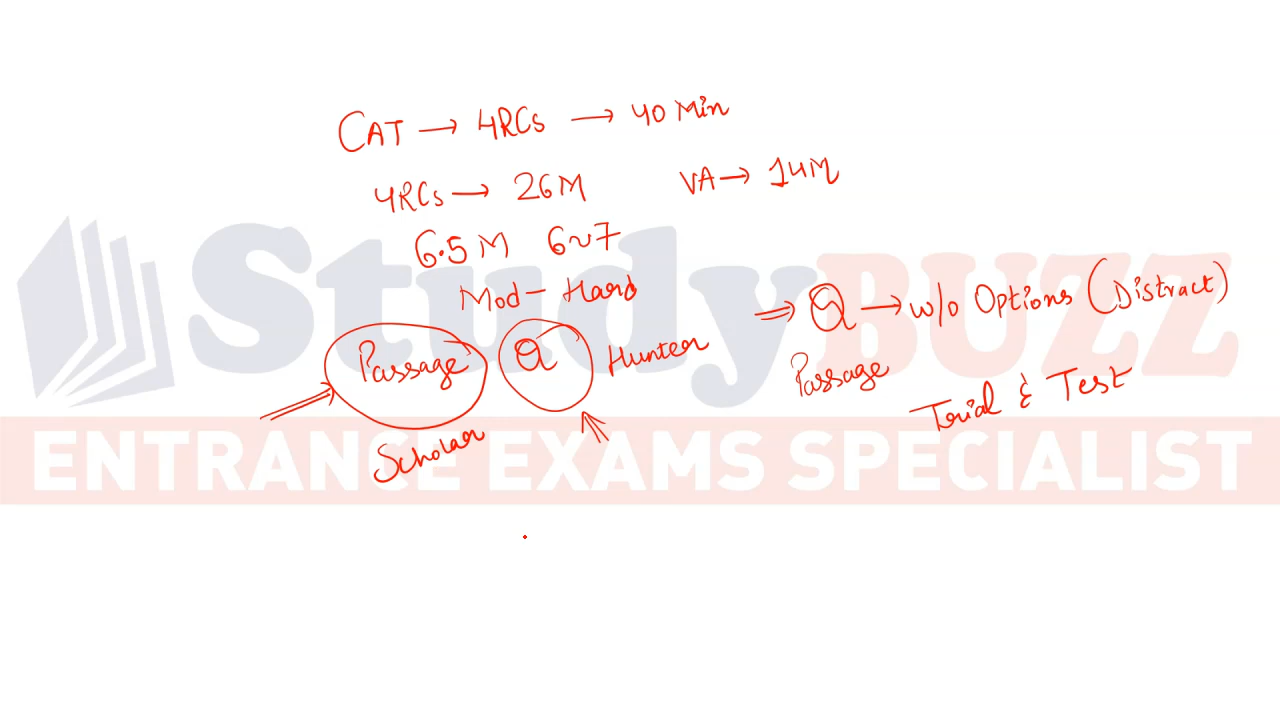 CAT → 4RCs → 40 Min
4RCs → 26M VA → 14M
6.5 M 6~7
Mod - Hard
⇒ Q → w/o Options (Distract)
Passage Q Hunter
Passage
Trial & Test
Scholar
StudyBUZZ
ENTRANCE EXAMS SPECIALIST